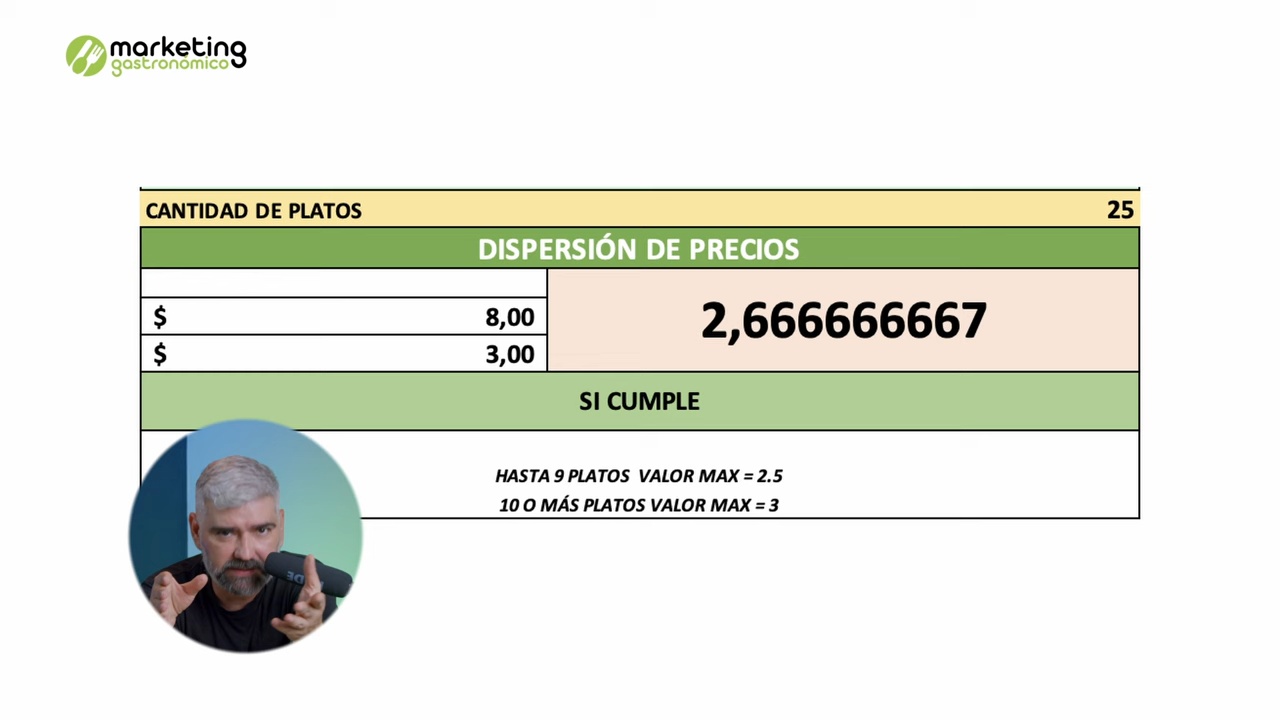 marketing
gastronómico
CANTIDAD DE PLATOS 25
DISPERSIÓN DE PRECIOS
$ 8,00
2,666666667
$ 3,00
SI CUMPLE
HASTA 9 PLATOS VALOR MAX = 2.5
10 O MÁS PLATOS VALOR MAX = 3